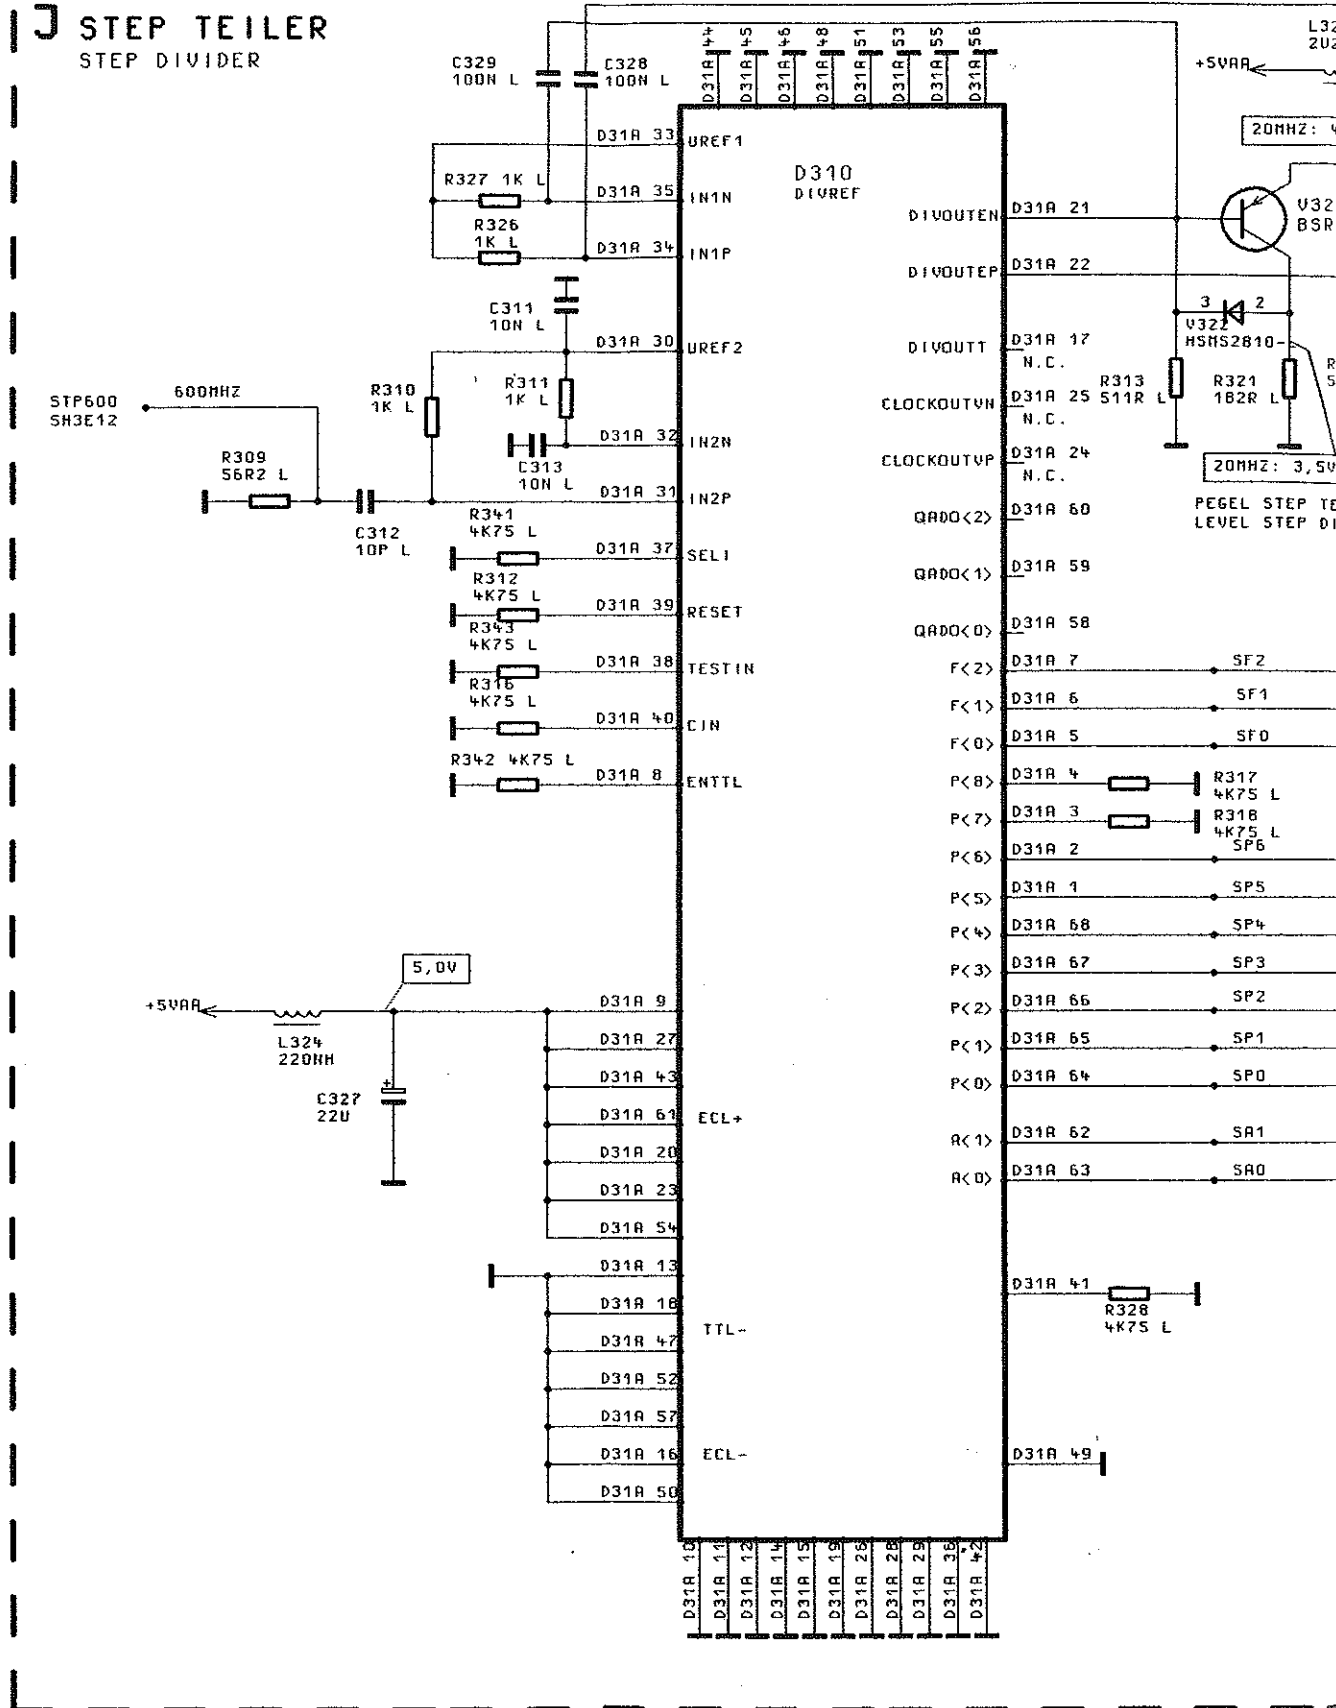 J STEP TEILER
STEP DIVIDER
C329
100N L
C328
100N L
D31A 44
D31A 45
D31A 46
D31A 48
D31A 51
D31A 53
D31A 55
D31A 56
+5VAA
20MHZ:
D310
DIVREF
D31A 33
UREF1
R327 1K L
D31A 35
IN1N
R326
1K L
D31A 34
IN1P
C311
10N L
D31A 30
UREF2
R310
1K L
R311
1K L
STP600
SH3E12
600MHZ
D31A 32
IN2N
C313
10N L
R309
56R2 L
D31A 31
IN2P
C312
10P L
R341
4K75 L
D31A 37
SEL1
R312
4K75 L
D31A 39
RESET
R343
4K75 L
D31A 38
TESTIN
R316
4K75 L
D31A 40
CIN
R342 4K75 L
D31A 8
ENTTL
DIVOUTEN
D31A 21
DIVOUTEP
D31A 22
BSR
3
2
V322
HSMS2810
DIVOUTT
D31A 17
N.C.
CLOCKOUTVN
D31A 25
N.C.
CLOCKOUTVP
D31A 24
N.C.
R313
511R L
R321
182R L
20MHZ: 3,5V
PEGEL STEP TE
LEVEL STEP DI
QADO<2>
D31A 60
QADO<1>
D31A 59
QADO<0>
D31A 58
F<2>
D31A 7
SF2
F<1>
D31A 6
SF1
F<0>
D31A 5
SF0
P<8>
D31A 4
R317
4K75 L
P<7>
D31A 3
R318
4K75 L
P<6>
D31A 2
SP6
P<5>
D31A 1
SP5
P<4>
D31A 68
SP4
P<3>
D31A 67
SP3
P<2>
D31A 66
SP2
P<1>
D31A 65
SP1
P<0>
D31A 64
SP0
A<1>
D31A 62
SA1
A<0>
D31A 63
SA0
5,0V
+5VAA
L324
220NH
C327
22U
+
D31A 9
D31A 27
D31A 43
D31A 61
ECL+
D31A 20
D31A 23
D31A 54
D31A 13
D31A 18
TTL-
D31A 47
D31A 52
D31A 57
D31A 16
ECL-
D31A 50
D31A 41
R328
4K75 L
D31A 49
D31A 10
D31A 11
D31A 12
D31A 14
D31A 15
D31A 19
D31A 26
D31A 28
D31A 29
D31A 36
D31A 42